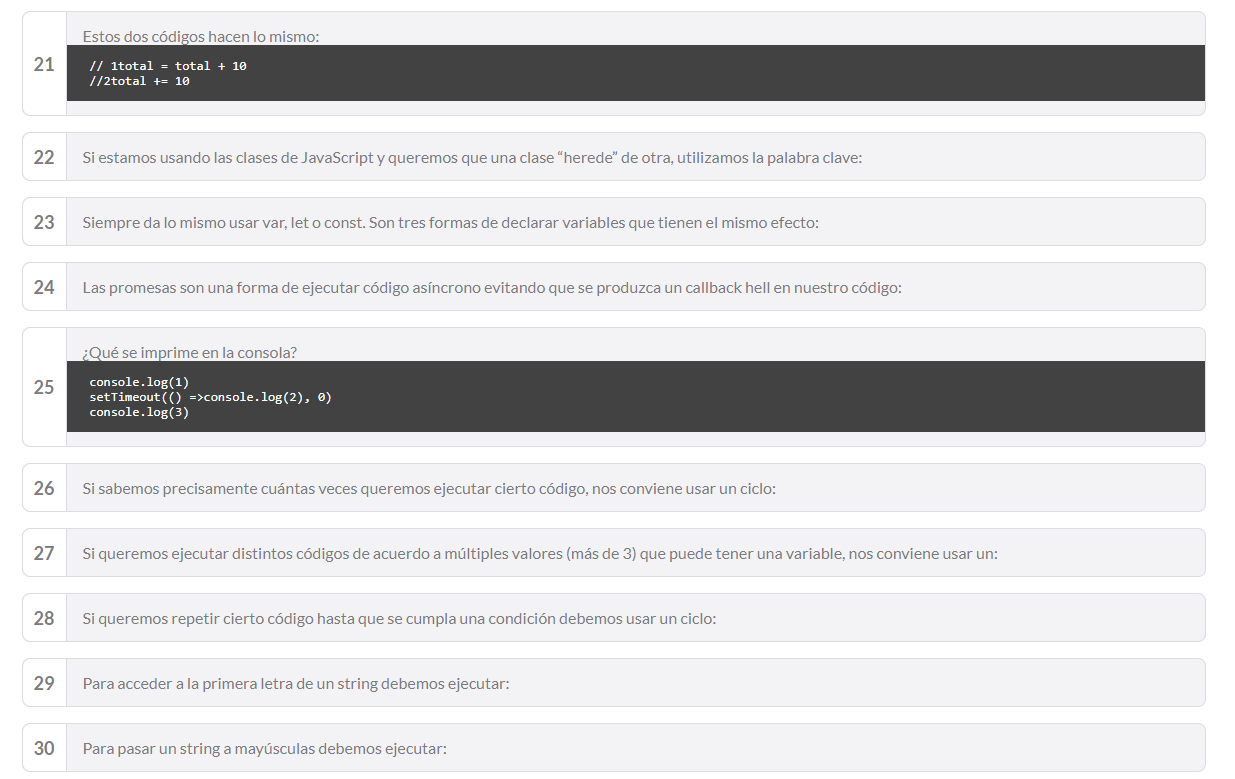 21
Estos dos códigos hacen lo mismo:
// 1total = total + 10
//2total += 10
22
Si estamos usando las clases de JavaScript y queremos que una clase “herede” de otra, utilizamos la palabra clave:
23
Siempre da lo mismo usar var, let o const. Son tres formas de declarar variables que tienen el mismo efecto:
24
Las promesas son una forma de ejecutar código asíncrono evitando que se produzca un callback hell en nuestro código:
25
¿Qué se imprime en la consola?
console.log(1)
setTimeout(() =>console.log(2), 0)
console.log(3)
26
Si sabemos precisamente cuántas veces queremos ejecutar cierto código, nos conviene usar un ciclo:
27
Si queremos ejecutar distintos códigos de acuerdo a múltiples valores (más de 3) que puede tener una variable, nos conviene usar un:
28
Si queremos repetir cierto código hasta que se cumpla una condición debemos usar un ciclo:
29
Para acceder a la primera letra de un string debemos ejecutar:
30
Para pasar un string a mayúsculas debemos ejecutar: